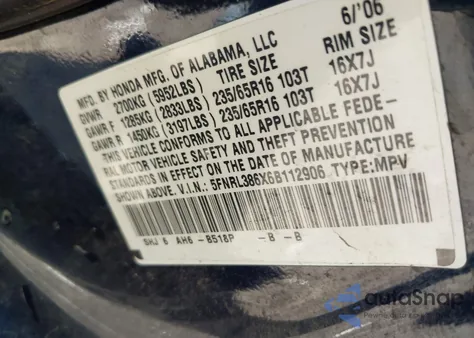 MFD. BY HONDA MFG. OF ALABAMA, LLC 6/'06
GVWR 2700KG (5952LBS) TIRE SIZE RIM SIZE
GAWR F 1285KG (2833LBS) 235/65R16 103T 16X7J
GAWR R 1450KG (3197LBS) 235/65R16 103T 16X7J
THIS VEHICLE CONFORMS TO ALL APPLICABLE FEDE-
RAL MOTOR VEHICLE SAFETY AND THEFT PREVENTION
STANDARDS IN EFFECT ON THE DATE OF MANUFACTURE
SHOWN ABOVE. V.I.N.: 5FNRL386X6B112906 TYPE: MPV
SHJ 6 AH6 -B518P -B -B
autoShap